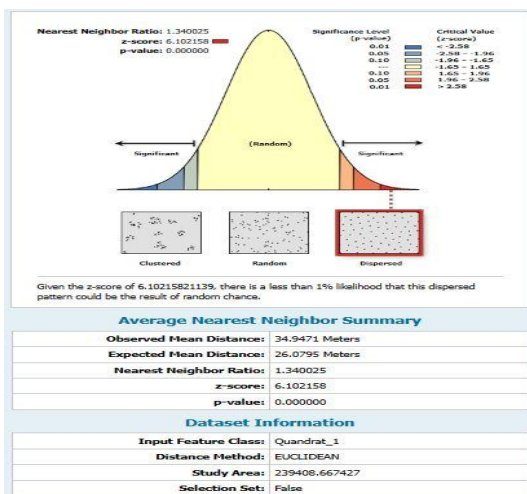 Nearest Neighbor Ratio: 1.340025
z-score: 6.102158
p-value: 0.000000
Significance Level (p-value)
Critical Value (z-score)
0.01 < -2.58
0.05 -2.58 - -1.96
0.10 -1.96 - -1.65
--- -1.65 - 1.65
0.10 1.65 - 1.96
0.05 1.96 - 2.58
0.01 > 2.58
(Random)
Significant
Significant
Clustered
Random
Dispersed
Given the z-score of 6.10215821139, there is a less than 1% likelihood that this dispersed
pattern could be the result of random chance.
Average Nearest Neighbor Summary
Observed Mean Distance: 34.9471 Meters
Expected Mean Distance: 26.0795 Meters
Nearest Neighbor Ratio: 1.340025
z-score: 6.102158
p-value: 0.000000
Dataset Information
Input Feature Class: Quandrat_1
Distance Method: EUCLIDEAN
Study Area: 239408.667427
Selection Set: False